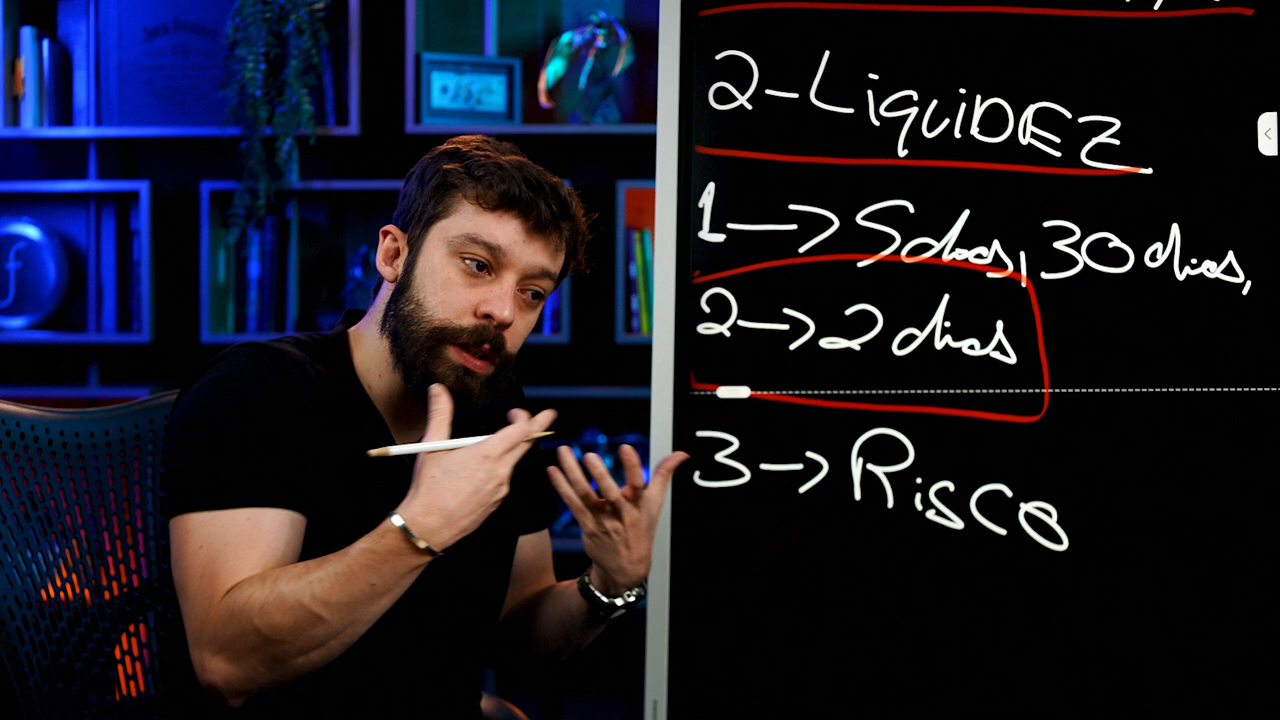 2-LiquiDEZ
1→5 dias, 30 dias,
2→2 dias
3→Risco